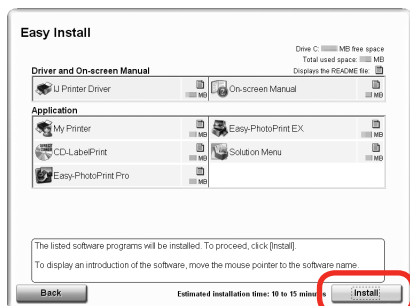 Easy Install
Drive C: MB free space
Total used space: MB
Displays the README file:
Driver and On-screen Manual
IJ Printer Driver
MB
On-screen Manual
MB
Application
My Printer
MB
Easy-PhotoPrint EX
MB
CD-LabelPrint
MB
Solution Menu
MB
Easy-PhotoPrint Pro
MB
The listed software programs will be installed. To proceed, click [Install].
To display an introduction of the software, move the mouse pointer to the software name.
Back
Estimated installation time: 10 to 15 minutes
Install